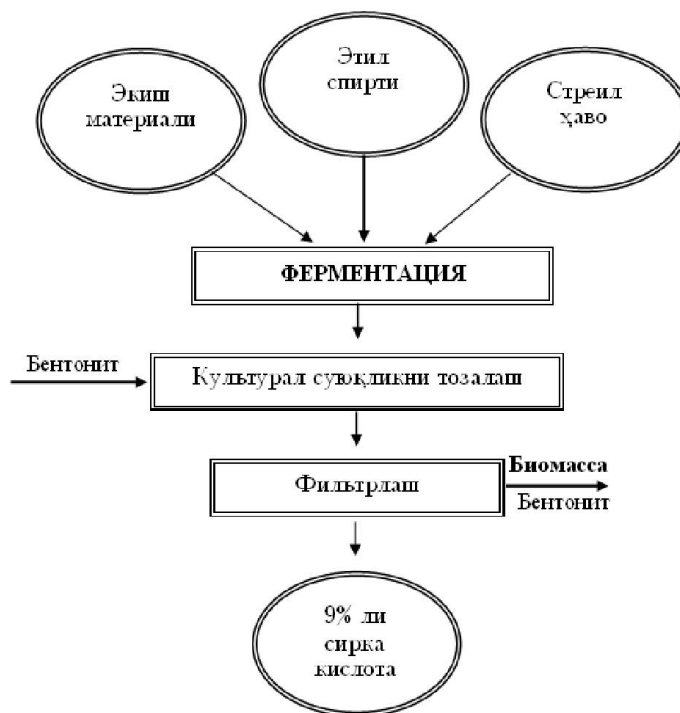 Экиш
материали
Этил
спирти
Стреил
ҳаво
ФЕРМЕНТАЦИЯ
Бентонит
Культурал суюқликни тозалаш
Фильтрлаш
Биомасса
Бентонит
9% ли
сирка
кислота